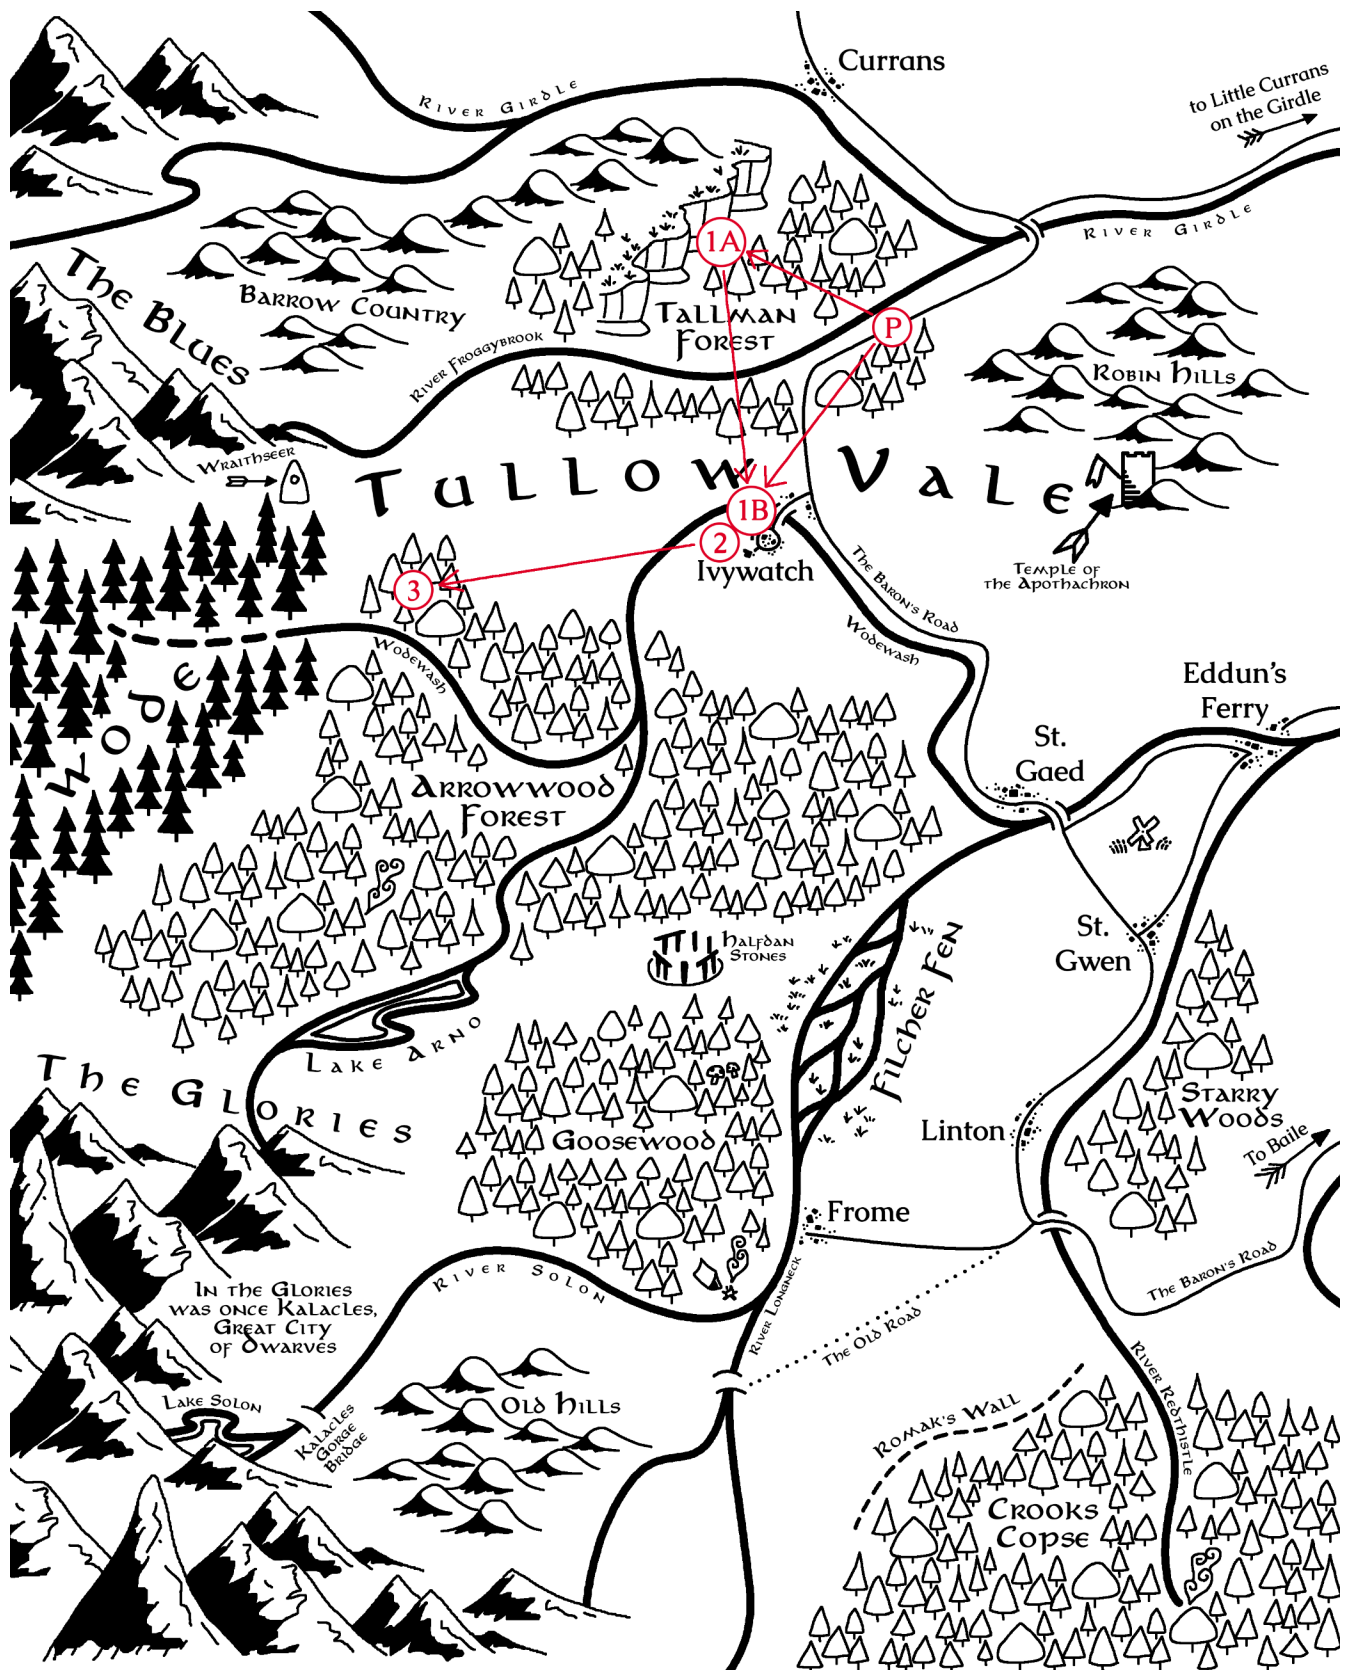 Currans
to Little Currans
on the Girdle
River Girdle
River Girdle
1A
The Blues
Barrow Country
Tallman
Forest
P
River Froggybrook
Robin Hills
Wraithseer
Tullow Vale
1B
2
Ivywatch
Temple of
the Apothachron
3
The Baron's Road
Wodewash
Wodewash
Wode
Eddun's
Ferry
St.
Gaed
Arrowwood
Forest
St.
Gwen
Halfdan
Stones
Filcher Fen
Lake Arno
The Glories
Starry
Woods
Goosewood
Linton
To Baile
Frome
River Solon
The Baron's Road
River Longneck
In the Glories
was once Kalacles,
Great City
of Dwarves
The Old Road
River Redthistle
Lake Solon
Old Hills
Kalacles
Gorge
Bridge
Romak's Wall
Crooks
Copse